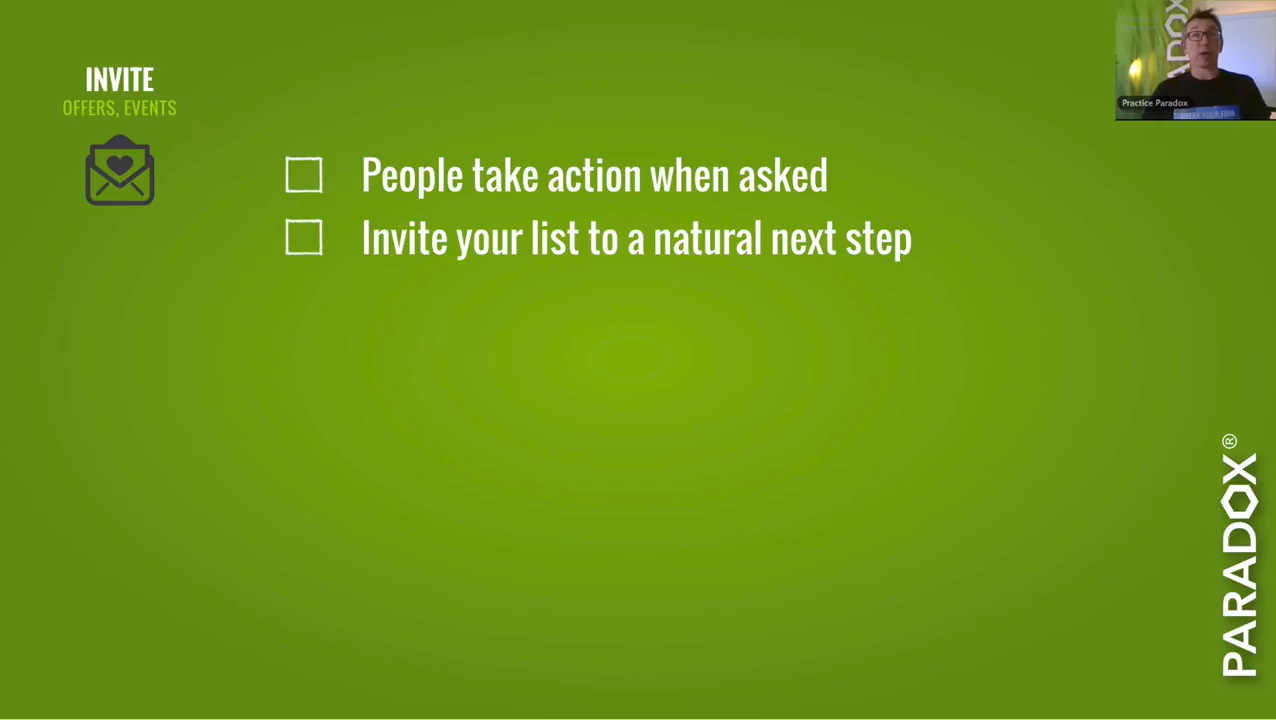 INVITE
OFFERS, EVENTS
People take action when asked
Invite your list to a natural next step
Practice Paradox
PARADOX®